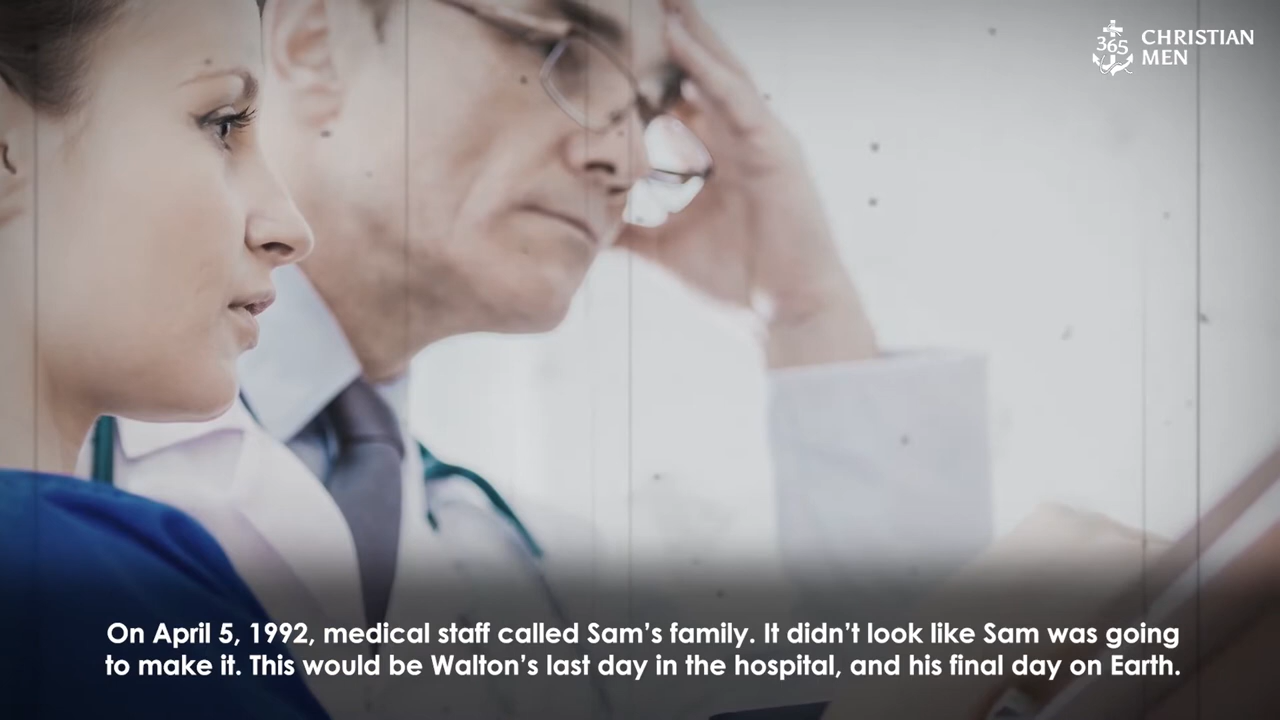 365
CHRISTIAN
MEN
On April 5, 1992, medical staff called Sam's family. It didn't look like Sam was going
to make it. This would be Walton's last day in the hospital, and his final day on Earth.